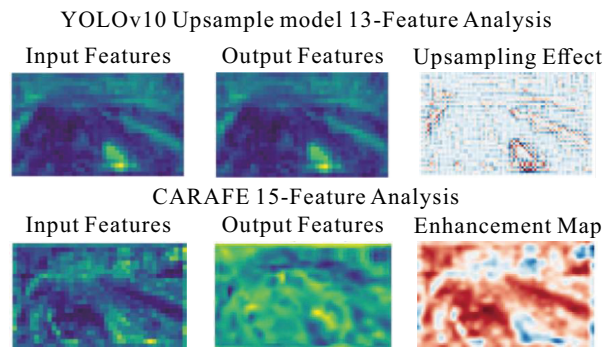 YOLOv10 Upsample model 13-Feature Analysis
Input Features Output Features Upsampling Effect
CARAFE 15-Feature Analysis
Input Features Output Features Enhancement Map